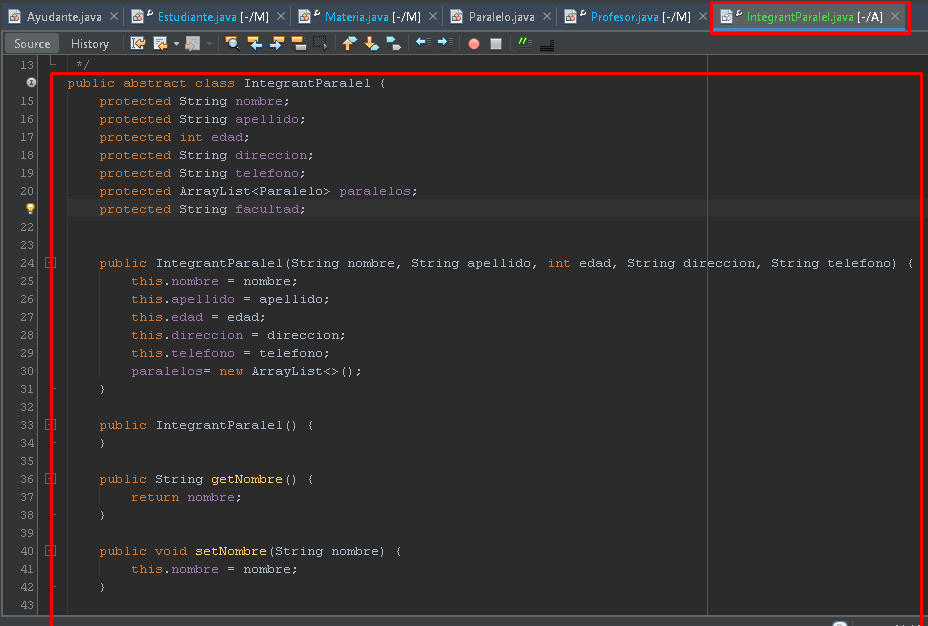 Ayudante.java Estudiante.java [-/M] Materia.java [-/M] Paralelo.java Profesor.java [-/M] IntegrantParalel.java [-/A]
Source History
13 */
public abstract class IntegrantParalel {
15 protected String nombre;
16 protected String apellido;
17 protected int edad;
18 protected String direccion;
19 protected String telefono;
20 protected ArrayList<Paralelo> paralelos;
protected String facultad;
22
23
24 public IntegrantParalel(String nombre, String apellido, int edad, String direccion, String telefono) {
25 this.nombre = nombre;
26 this.apellido = apellido;
27 this.edad = edad;
28 this.direccion = direccion;
29 this.telefono = telefono;
30 paralelos= new ArrayList<>();
31 }
32
33 public IntegrantParalel() {
34 }
35
36 public String getNombre() {
37 return nombre;
38 }
39
40 public void setNombre(String nombre) {
41 this.nombre = nombre;
42 }
43